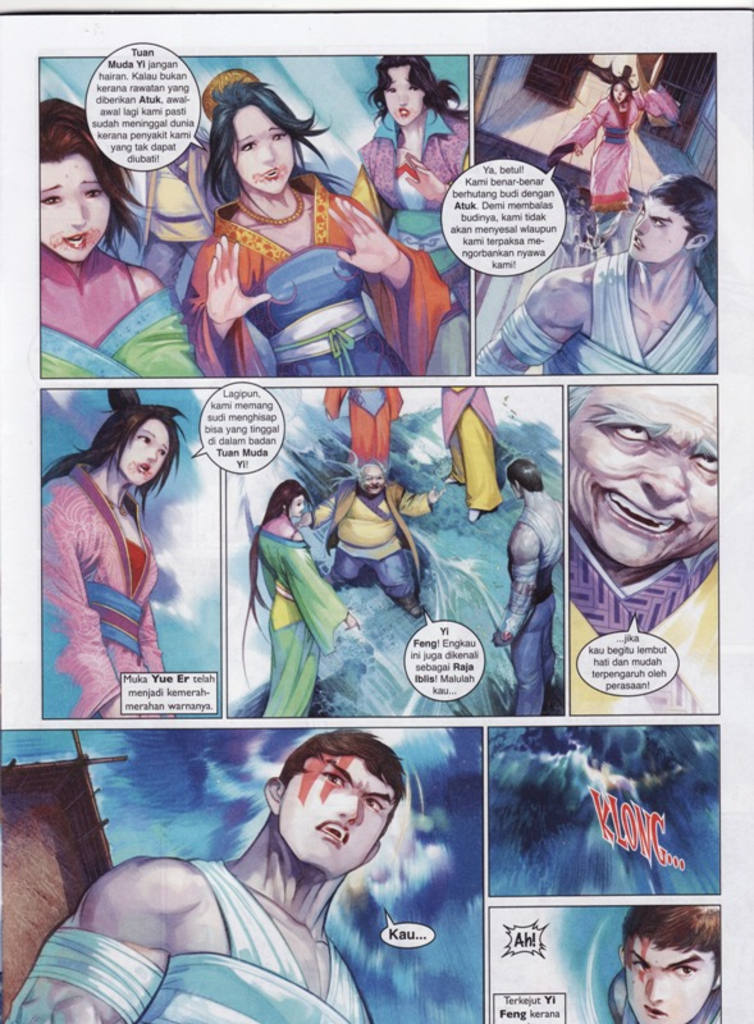 Tuan
Muda Yi jangan
hairan. Kalau bukan
kerana rawatan yang
diberikan Atuk, awal-
awal lagi kami pasti
sudah meninggal dunia
kerana penyakit kami
yang tak dapat
diubati!
Ya, betul!
Kami benar-benar
berhutang budi dengan
Atuk. Demi membalas
budinya, kami tidak
akan menyesal wlaupun
kami terpaksa me-
ngorbankan nyawa
kami!
Lagipun,
kami memang
sudi menghisap
bisa yang tinggal
di dalam badan
Tuan Muda
Yi!
Muka Yue Er telah
menjadi kemerah-
merahan warnanya.
Yi
Feng! Engkau
ini juga dikenali
sebagai Raja
Iblis! Malulah
kau...
...jika
kau begitu lembut
hati dan mudah
terpengaruh oleh
perasaan!
Kau...
KLONG...
Ah!
Terkejut Yi
Feng kerana